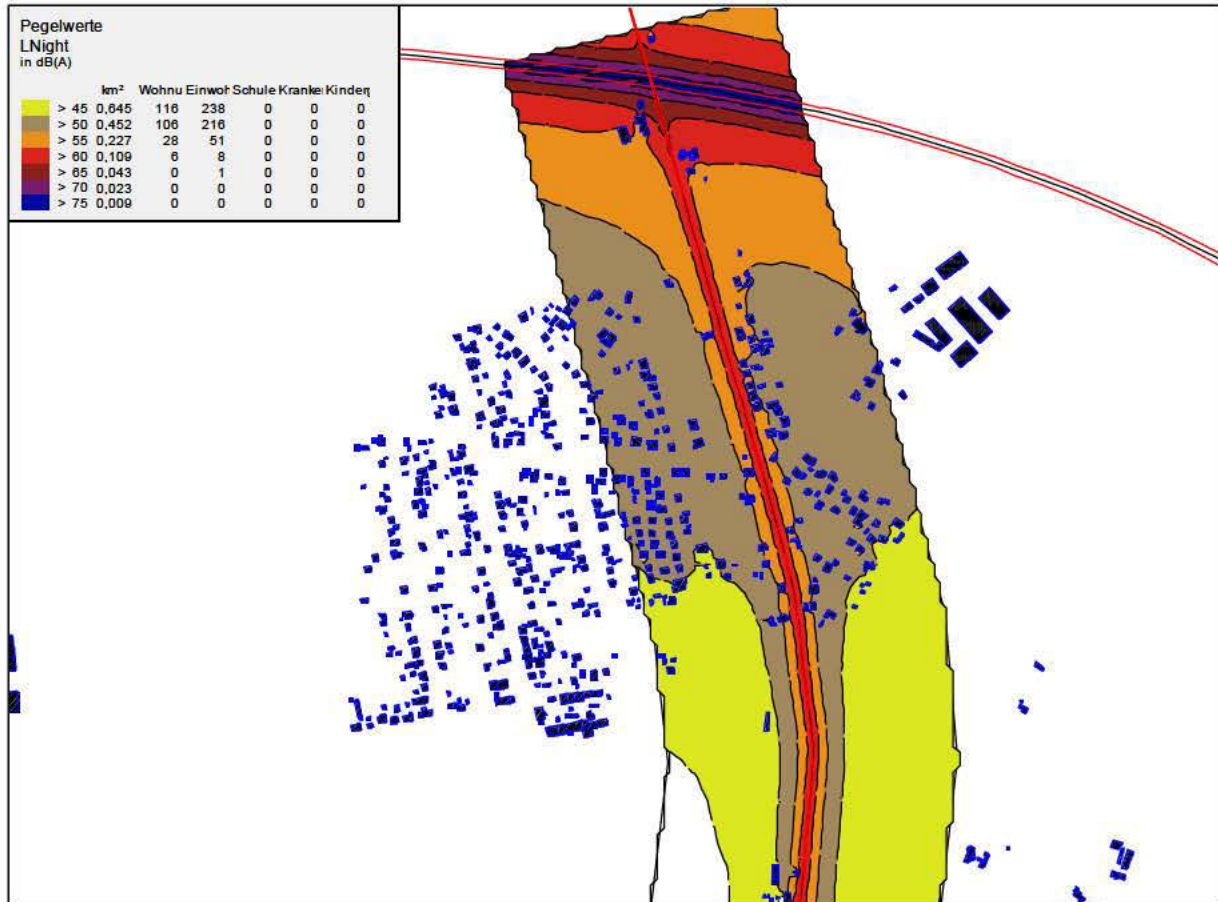 Pegelwerte
LNight
in dB(A)
km² Wohnu Einwoh Schule Kranke Kinderg
> 45 0,645 116 238 0 0 0
> 50 0,452 106 216 0 0 0
> 55 0,227 28 51 0 0 0
> 60 0,109 6 8 0 0 0
> 65 0,043 0 1 0 0 0
> 70 0,023 0 0 0 0 0
> 75 0,009 0 0 0 0 0